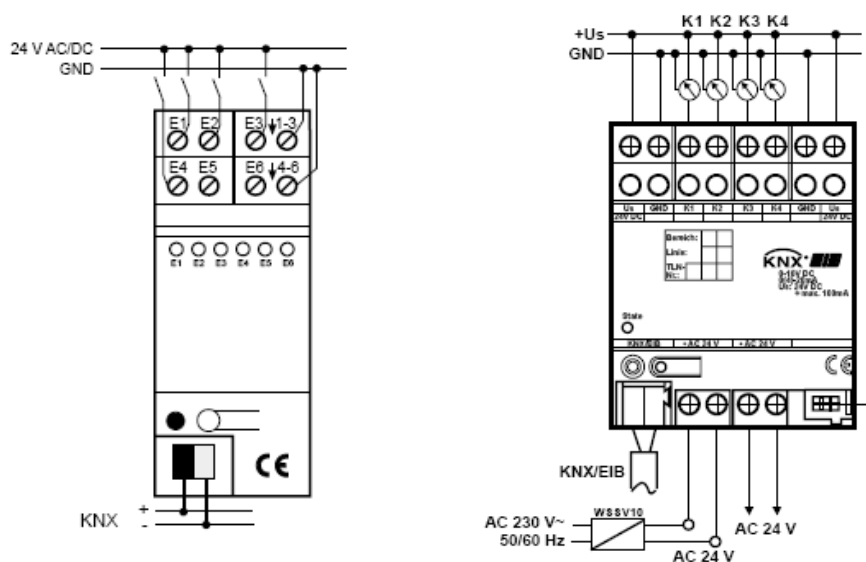 24 V AC/DC
GND
E1 E2 E3 ↓1-3
E4 E5 E6 ↓4-6
E1 E2 E3 E4 E5 E6
CE
KNX + -
K1 K2 K3 K4
+Us
GND
Us GND K1 K2 K3 K4 GND Us
24V DC 24V DC
Bereich:
Linie:
TLN-
Nr.:
KNX
0-10V DC
Us: 24V DC
max. 100mA
State
KNX/EIB ~AC 24 V ~AC 24 V
CE
KNX/EIB
WSSV10
AC 230 V~
50/60 Hz
AC 24 V
AC 24 V